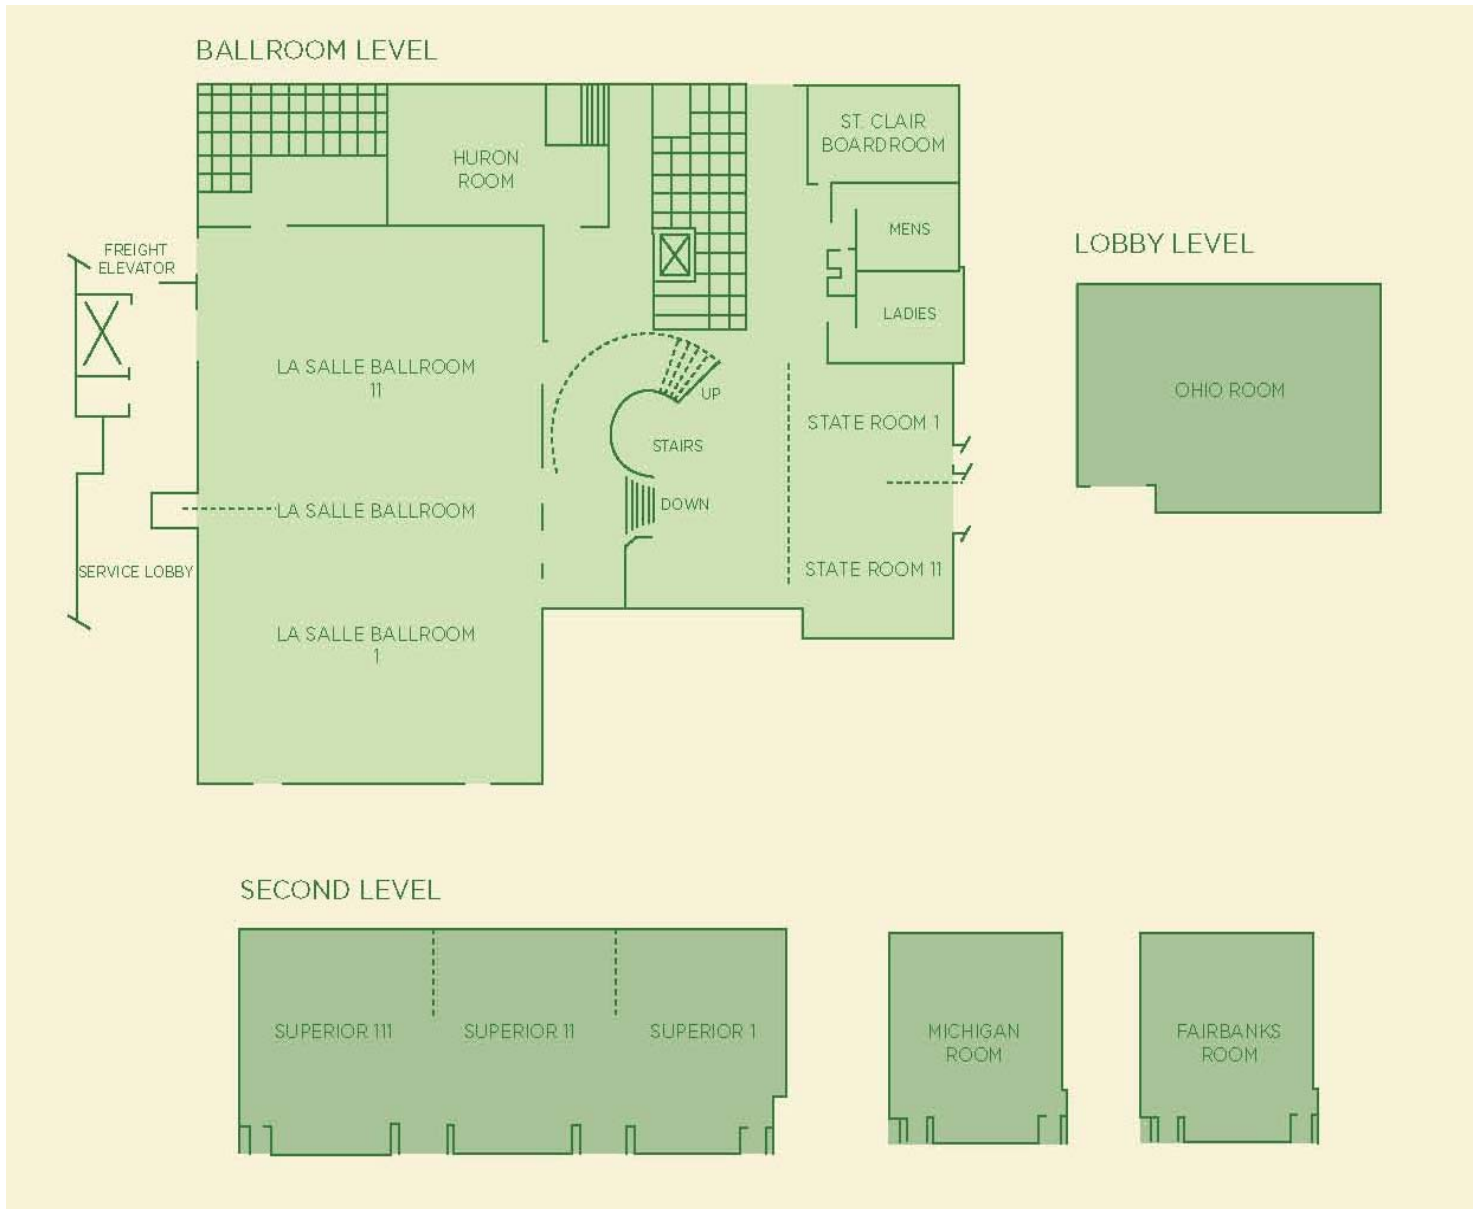 BALLROOM LEVEL
ST. CLAIR
BOARDROOM
HURON
ROOM
MENS
FREIGHT
ELEVATOR
LADIES
LA SALLE BALLROOM
11
UP
STATE ROOM 1
STAIRS
LA SALLE BALLROOM
DOWN
SERVICE LOBBY
STATE ROOM 11
LA SALLE BALLROOM
1
LOBBY LEVEL
OHIO ROOM
SECOND LEVEL
SUPERIOR 111
SUPERIOR 11
SUPERIOR 1
MICHIGAN
ROOM
FAIRBANKS
ROOM